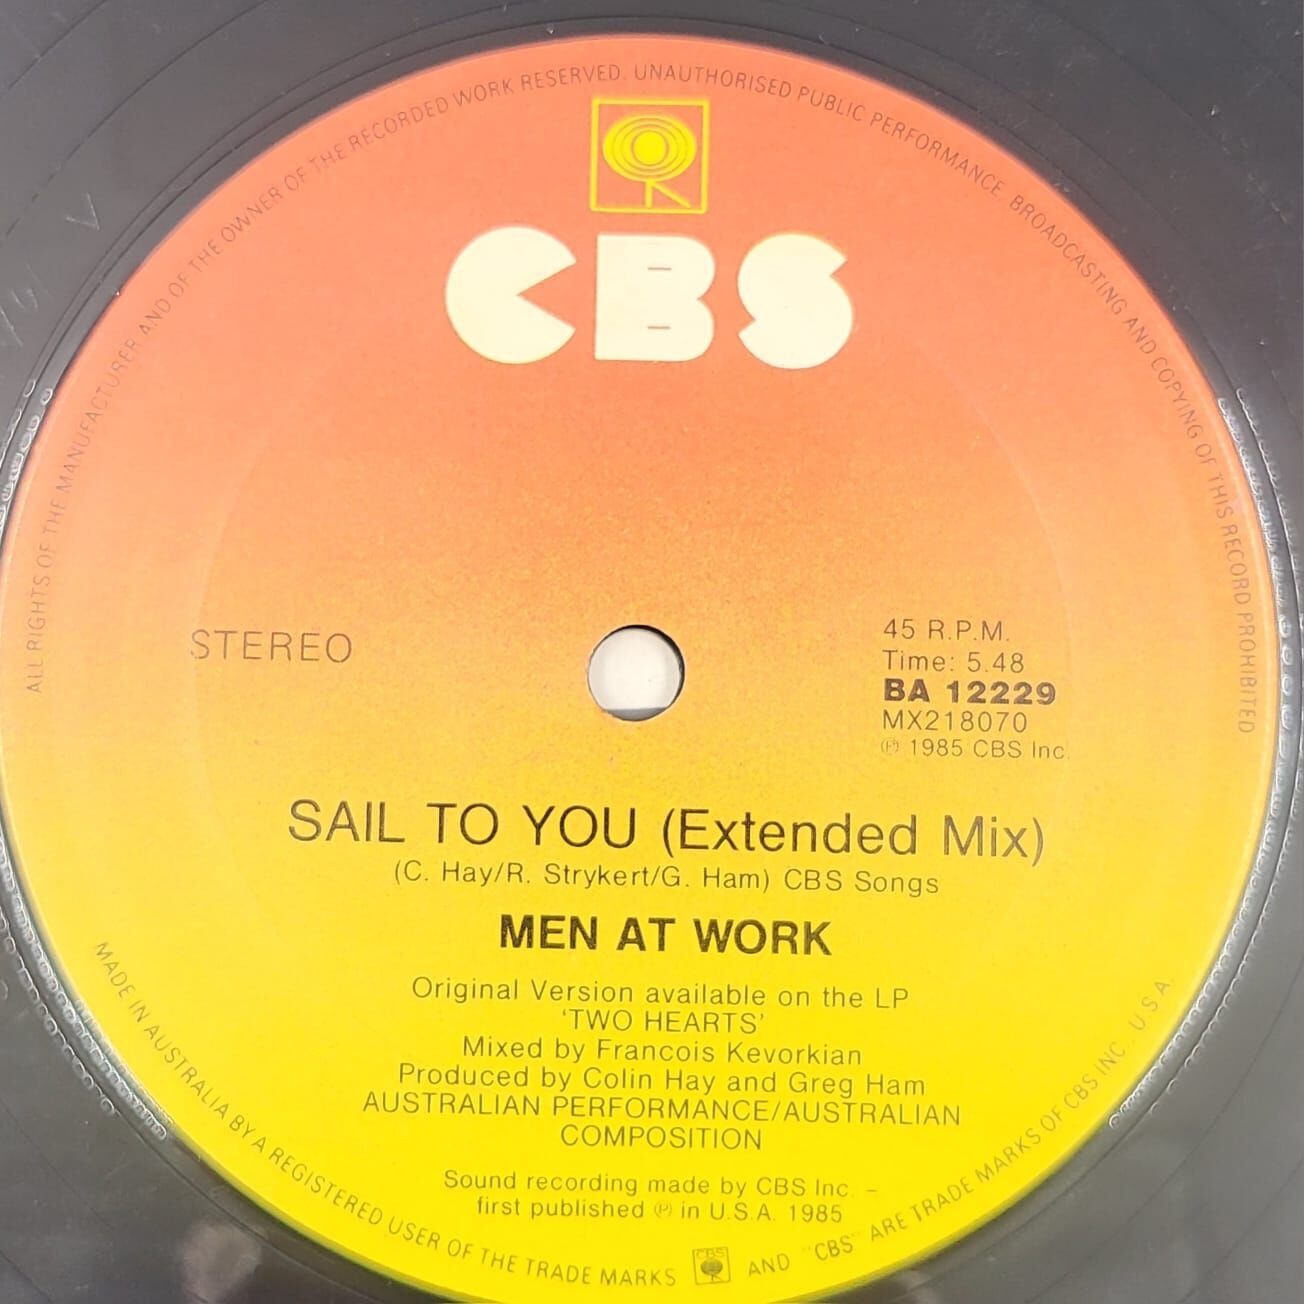 ALL RIGHTS OF THE MANUFACTURER AND OF THE OWNER OF THE RECORDED WORK RESERVED. UNAUTHORISED PUBLIC PERFORMANCE, BROADCASTING AND COPYING OF THIS RECORD PROHIBITED
CBS
STEREO
45 R.P.M.
Time: 5.48
BA 12229
MX218070
℗ 1985 CBS Inc.
SAIL TO YOU (Extended Mix)
(C. Hay/R. Strykert/G. Ham) CBS Songs
MEN AT WORK
Original Version available on the LP
'TWO HEARTS'
Mixed by Francois Kevorkian
Produced by Colin Hay and Greg Ham
AUSTRALIAN PERFORMANCE/AUSTRALIAN
COMPOSITION
Sound recording made by CBS Inc. –
first published ℗ in U.S.A. 1985
MADE IN AUSTRALIA BY A REGISTERED USER OF THE TRADE MARKS CBS AND "CBS" ARE TRADE MARKS OF CBS INC., U.S.A.